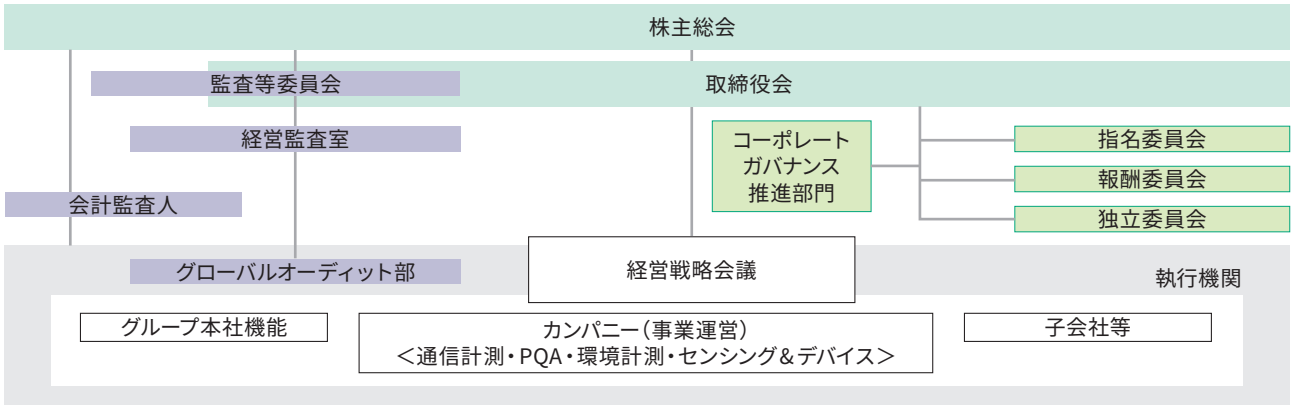 株主総会
監査等委員会
取締役会
経営監査室
コーポレート
ガバナンス
推進部門
指名委員会
報酬委員会
独立委員会
会計監査人
グローバルオーディット部
経営戦略会議
執行機関
グループ本社機能
カンパニー(事業運営)
<通信計測・PQA・環境計測・センシング&デバイス>
子会社等